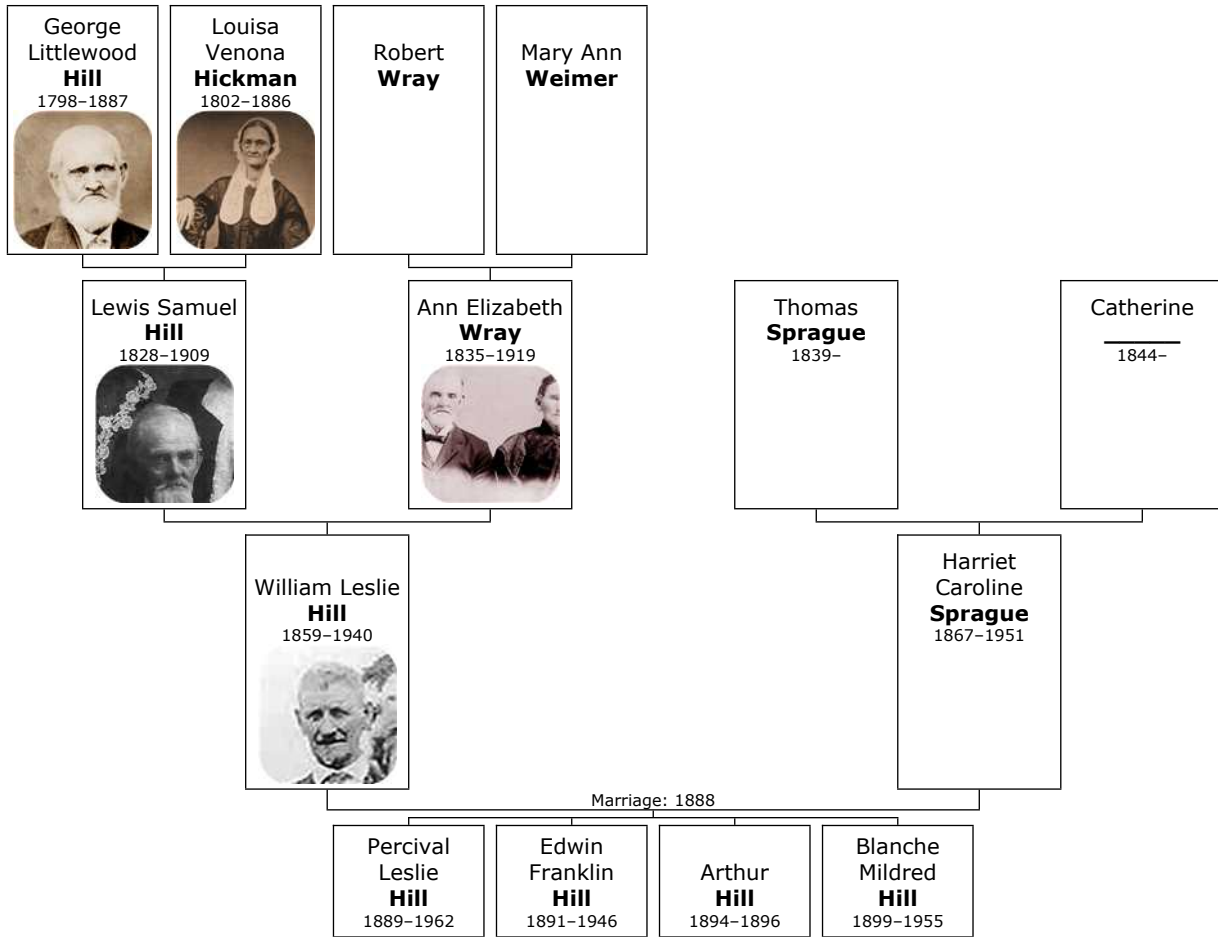 George
Littlewood
Hill
1798–1887
Louisa
Venona
Hickman
1802–1886
Robert
Wray
Mary Ann
Weimer
Lewis Samuel
Hill
1828–1909
Ann Elizabeth
Wray
1835–1919
Thomas
Sprague
1839–
Catherine
________
1844–
William Leslie
Hill
1859–1940
Harriet
Caroline
Sprague
1867–1951
Marriage: 1888
Percival
Leslie
Hill
1889–1962
Edwin
Franklin
Hill
1891–1946
Arthur
Hill
1894–1896
Blanche
Mildred
Hill
1899–1955